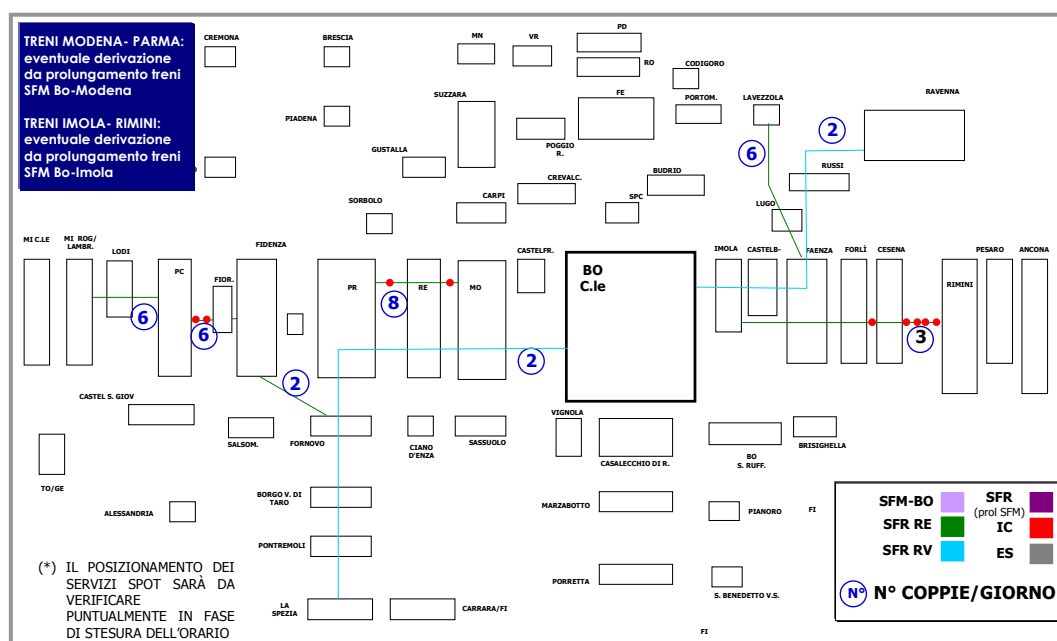 TRENI MODENA- PARMA:
eventuale derivazione
da prolungamento treni
SFM Bo-Modena
TRENI IMOLA- RIMINI:
eventuale derivazione
da prolungamento treni
SFM Bo-Imola
CREMONA
BRESCIA
MN
VR
PD
RO
CODIGORO
PIADENA
SUZZARA
FE
PORTOM.
LAVEZZOLA
RAVENNA
2
6
GUSTALLA
POGGIO
R.
CREVALC.
BUDRIO
RUSSI
SORBOLO
CARPI
SPC
LUGO
MI C.LE
MI ROG/
LAMBR.
LODI
PC
FIOR.
FIDENZA
PR
RE
MO
CASTELFR.
BO
C.le
IMOLA
CASTELB-
FAENZA
FORLÌ
CESENA
RIMINI
PESARO
ANCONA
6
6
8
3
2
2
CASTEL S. GIOV
SALSOM.
FORNOVO
CIANO
D'ENZA
SASSUOLO
VIGNOLA
CASALECCHIO DI R.
BO
S. RUFF.
BRISIGHELLA
TO/GE
ALESSANDRIA
BORGO V. DI
TARO
MARZABOTTO
PIANORO
FI
PONTREMOLI
PORRETTA
S. BENEDETTO V.S.
LA
SPEZIA
CARRARA/FI
FI
(*) IL POSIZIONAMENTO DEI
SERVIZI SPOT SARÀ DA
VERIFICARE
PUNTUALMENTE IN FASE
DI STESURA DELL'ORARIO
SFM-BO
SFR
(prol SFM)
SFR RE
IC
SFR RV
ES
N° N° COPPIE/GIORNO